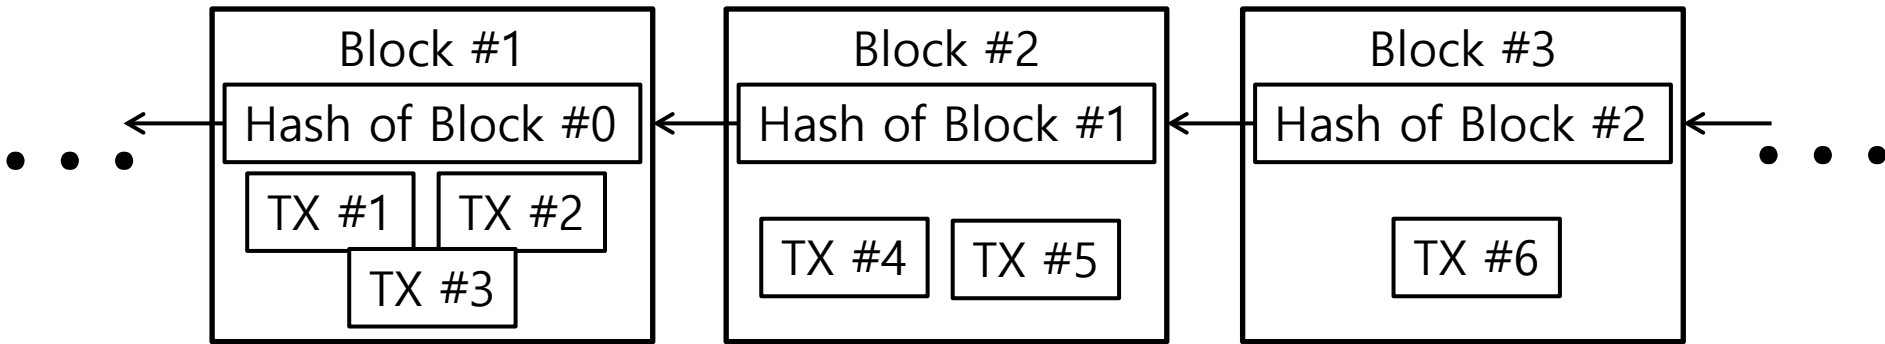 Block #1
Hash of Block #0
TX #1
TX #2
TX #3
Block #2
Hash of Block #1
TX #4
TX #5
Block #3
Hash of Block #2
TX #6